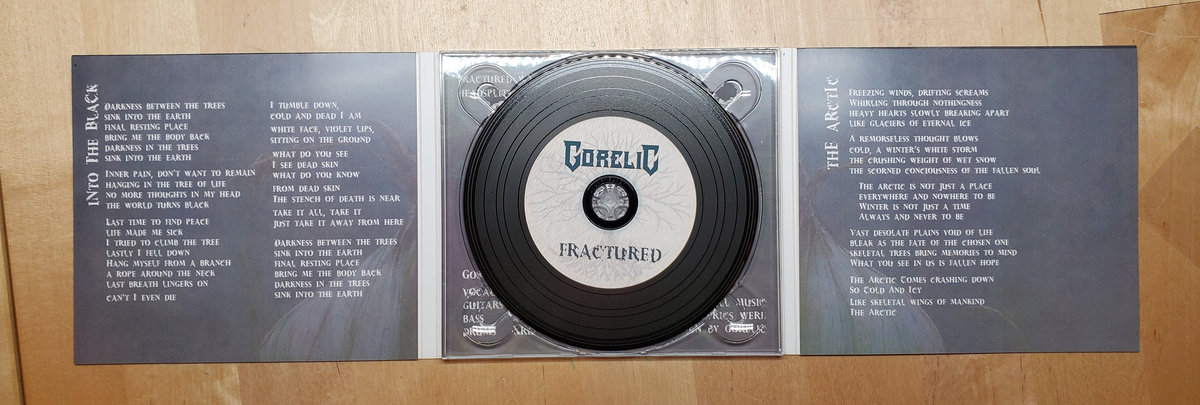 INTO THE BLACK
DARKNESS BETWEEN THE TREES
SINK INTO THE EARTH
FINAL RESTING PLACE
BRING ME THE BODY BACK
DARKNESS IN THE TREES
SINK INTO THE EARTH
INNER PAIN, DON'T WANT TO REMAIN
HANGING IN THE TREE OF LIFE
NO MORE THOUGHTS IN MY HEAD
THE WORLD TURNS BLACK
LAST TIME TO FIND PEACE
LIFE MADE ME SICK
I TRIED TO CLIMB THE TREE
LASTLY I FELL DOWN
HANG MYSELF FROM A BRANCH
A ROPE AROUND THE NECK
LAST BREATH LINGERS ON
CAN'T I EVEN DIE
I TUMBLE DOWN,
COLD AND DEAD I AM
WHITE FACE, VIOLET LIPS,
SITTING ON THE GROUND
WHAT DO YOU SEE
I SEE DEAD SKIN
WHAT DO YOU KNOW
FROM DEAD SKIN
THE STENCH OF DEATH IS NEAR
TAKE IT ALL, TAKE IT
JUST TAKE IT AWAY FROM HERE
DARKNESS BETWEEN THE TREES
SINK INTO THE EARTH
FINAL RESTING PLACE
BRING ME THE BODY BACK
DARKNESS IN THE TREES
SINK INTO THE EARTH
FRACTURED
GORELIC
FRACTURED
GUITARS
BASS
MUSIC
BY
THE ARCTIC
FREEZING WINDS, DRIFTING SCREAMS
WHIRLING THROUGH NOTHINGNESS
HEAVY HEARTS SLOWLY BREAKING APART
LIKE GLACIERS OF ETERNAL ICE
A REMORSELESS THOUGHT BLOWS
COLD, A WINTER'S WHITE STORM
THE CRUSHING WEIGHT OF WET SNOW
THE SCORNED CONCIOUSNESS OF THE FALLEN SOUL
THE ARCTIC IS NOT JUST A PLACE
EVERYWHERE AND NOWHERE TO BE
WINTER IS NOT JUST A TIME
ALWAYS AND NEVER TO BE
VAST DESOLATE PLAINS VOID OF LIFE
BLEAK AS THE FATE OF THE CHOSEN ONE
SKELETAL TREES BRING MEMORIES TO MIND
WHAT YOU SEE IN US IS FALLEN HOPE
THE ARCTIC COMES CRASHING DOWN
SO COLD AND ICY
LIKE SKELETAL WINGS OF MANKIND
THE ARCTIC